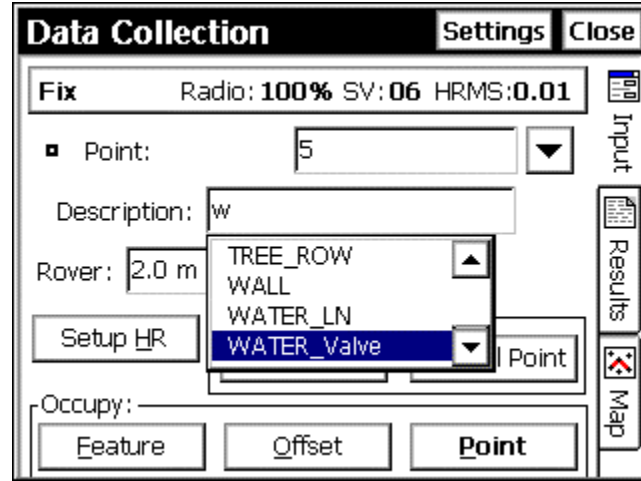 Data Collection Settings Close
Fix Radio: 100% SV: 06 HRMS:0.01
Input
Point: 5
Description: w
TREE_ROW
WALL
WATER_LN
WATER_Valve
Rover: 2.0 m
Results
Setup HR
Point
Map
Occupy:
Feature Offset Point